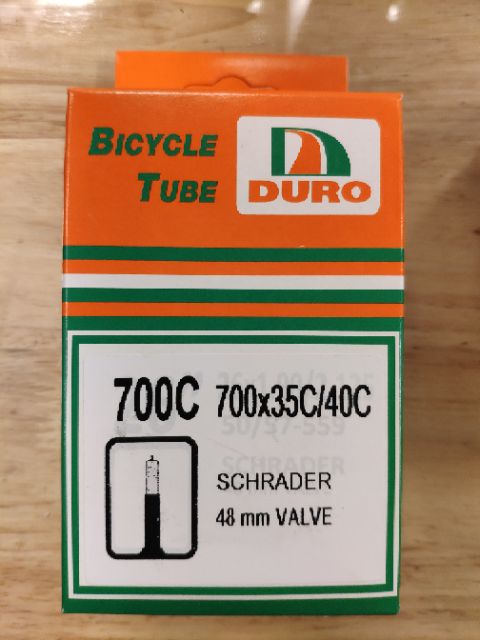 BICYCLE
TUBE
DURO
700C 700x35C/40C
SCHRADER
48 mm VALVE